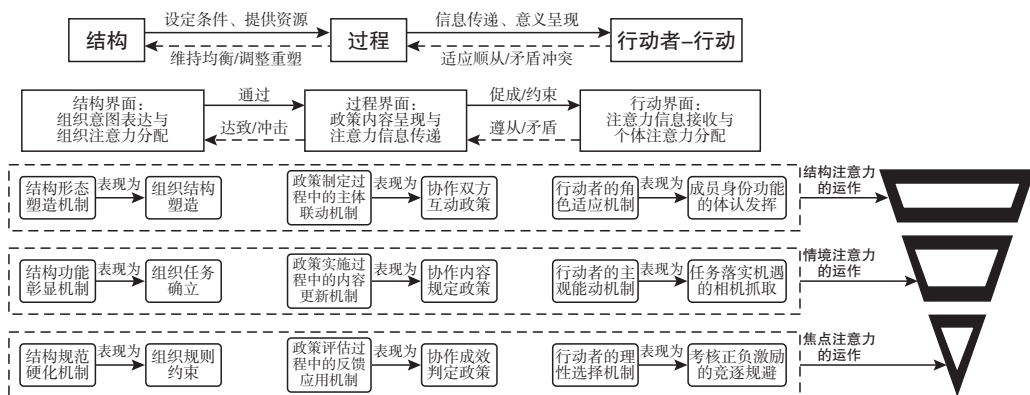 设定条件、提供资源
信息传递、意义呈现
结构
过程
行动者–行动
维持均衡/调整重塑
适应顺从/矛盾冲突
结构界面：
组织意图表达与
组织注意力分配
通过
达致/冲击
过程界面：
政策内容呈现与
注意力信息传递
促成/约束
遵从/矛盾
行动界面：
注意力信息接收与
个体注意力分配
结构形态
塑造机制
表现为
组织结构
塑造
政策制定过
程中的主体
联动机制
表现为
协作双方
互动政策
行动者的角
色适应机制
表现为
成员身份功能
的体认发挥
结构注意力
的运作
结构功能
彰显机制
表现为
组织任务
确立
政策实施过
程中的内容
更新机制
表现为
协作内容
规定政策
行动者的主
观能动机制
表现为
任务落实机遇
的相机抓取
情境注意力
的运作
结构规范
硬化机制
表现为
组织规则
约束
政策评估过
程中的反馈
应用机制
表现为
协作成效
判定政策
行动者的理
性选择机制
表现为
考核正负激励
的竞逐规避
焦点注意力
的运作